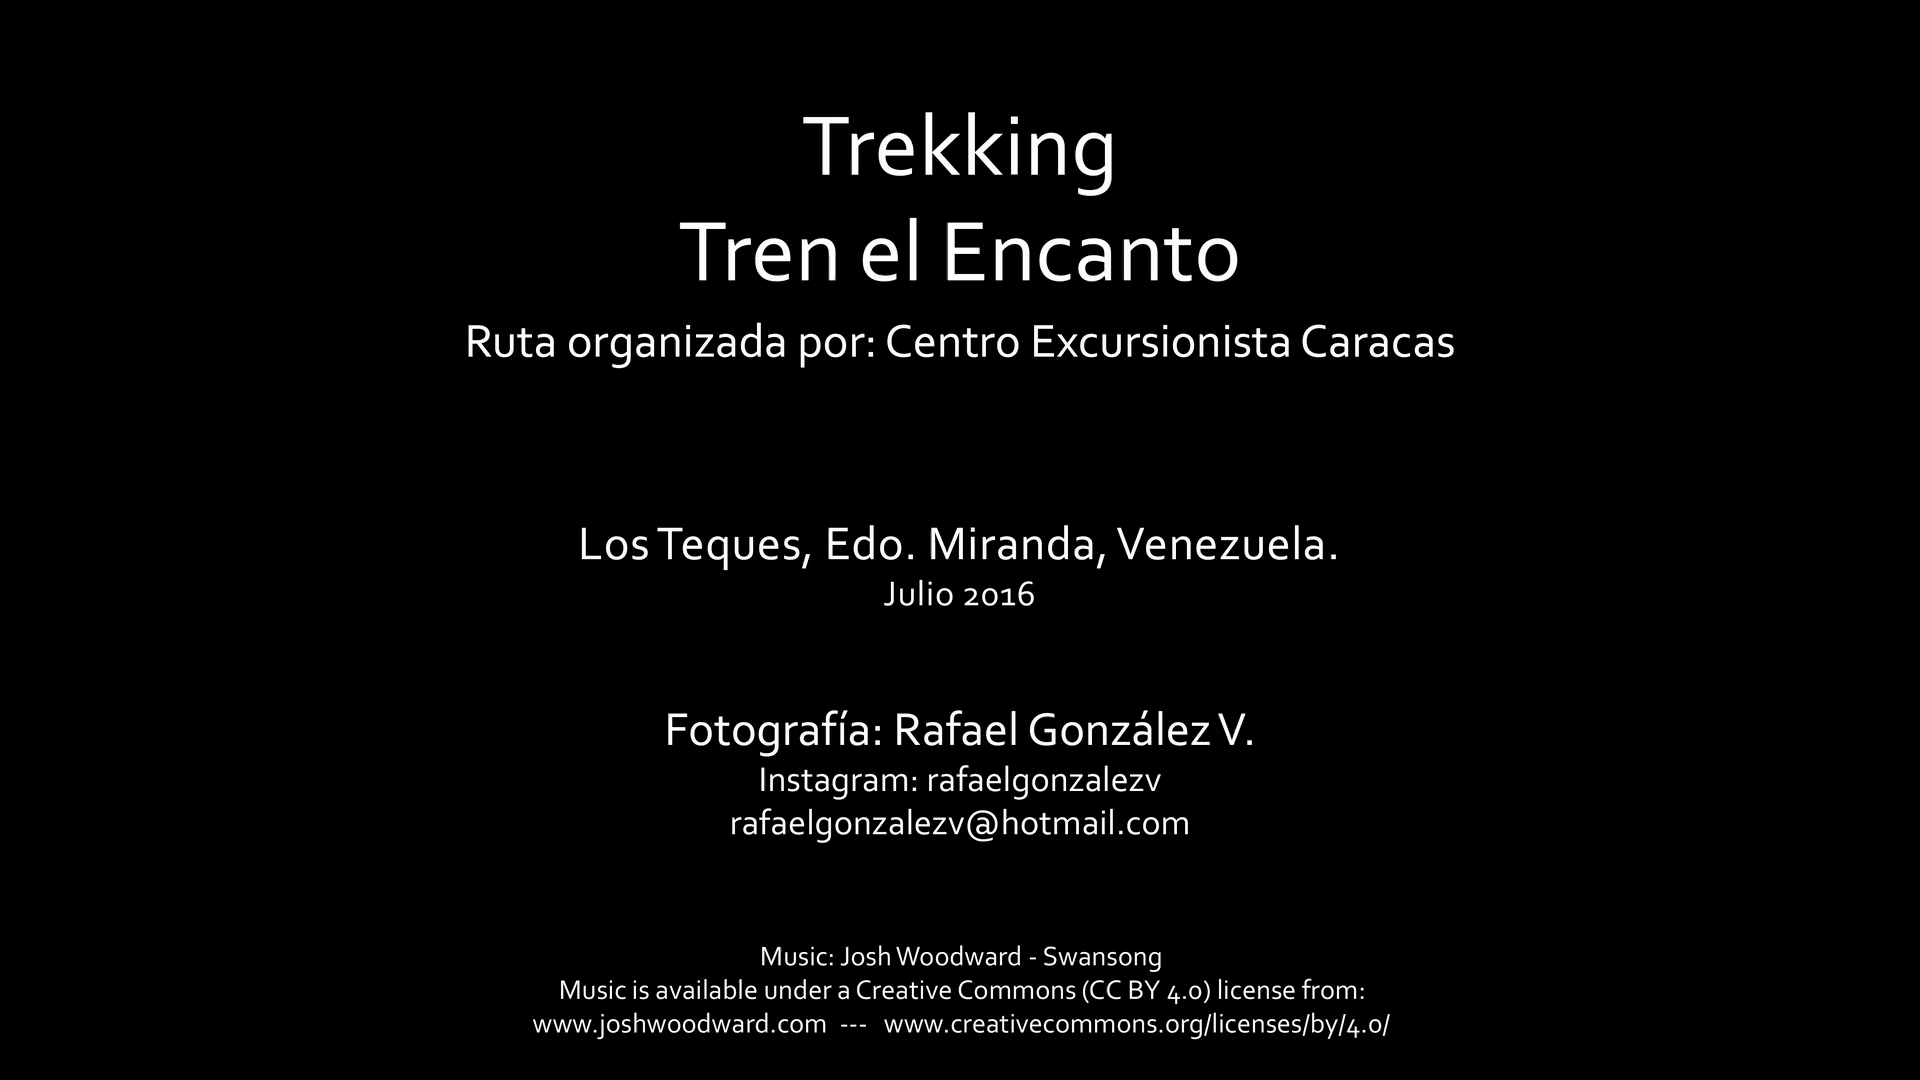 Trekking
Tren el Encanto
Ruta organizada por: Centro Excursionista Caracas
Los Teques, Edo. Miranda, Venezuela.
Julio 2016
Fotografía: Rafael González V.
Instagram: rafaelgonzalezv
rafaelgonzalezv@hotmail.com
Music: Josh Woodward - Swansong
Music is available under a Creative Commons (CC BY 4.0) license from:
www.joshwoodward.com --- www.creativecommons.org/licenses/by/4.0/